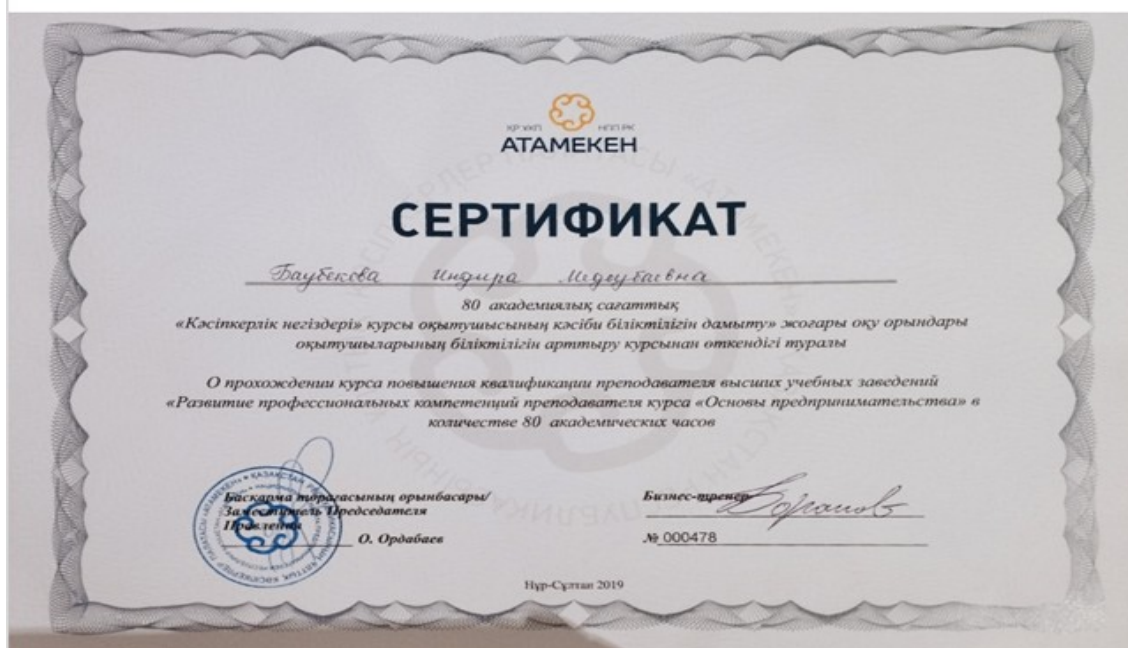 ҚР ҰКП НПП РК
АТАМЕКЕН
СЕРТИФИКАТ
Баубекова Индира Медеубаевна
80 академиялық сағаттық
«Кәсіпкерлік негіздері» курсы оқытушысының кәсіби біліктілігін дамыту» жоғары оқу орындары
оқытушыларының біліктілігін арттыру курсынан өткендігі туралы
О прохождении курса повышения квалификации преподавателя высших учебных заведений
«Развитие профессиональных компетенций преподавателя курса «Основы предпринимательства» в
количестве 80 академических часов
Басқарма төрағасының орынбасары/
Заместитель Председателя
Правления
О. Ордабаев
Бизнес-тренер
№ 000478
Нұр-Сұлтан 2019